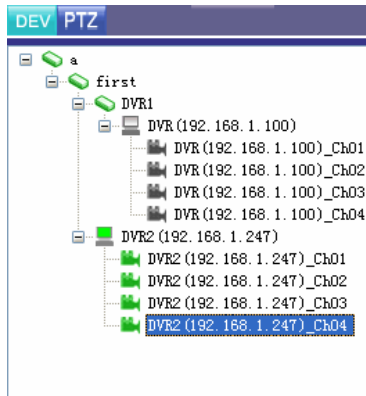 DEV PTZ
a
first
DVR1
DVR(192.168.1.100)
DVR(192.168.1.100)_Ch01
DVR(192.168.1.100)_Ch02
DVR(192.168.1.100)_Ch03
DVR(192.168.1.100)_Ch04
DVR2(192.168.1.247)
DVR2(192.168.1.247)_Ch01
DVR2(192.168.1.247)_Ch02
DVR2(192.168.1.247)_Ch03
DVR2(192.168.1.247)_Ch04